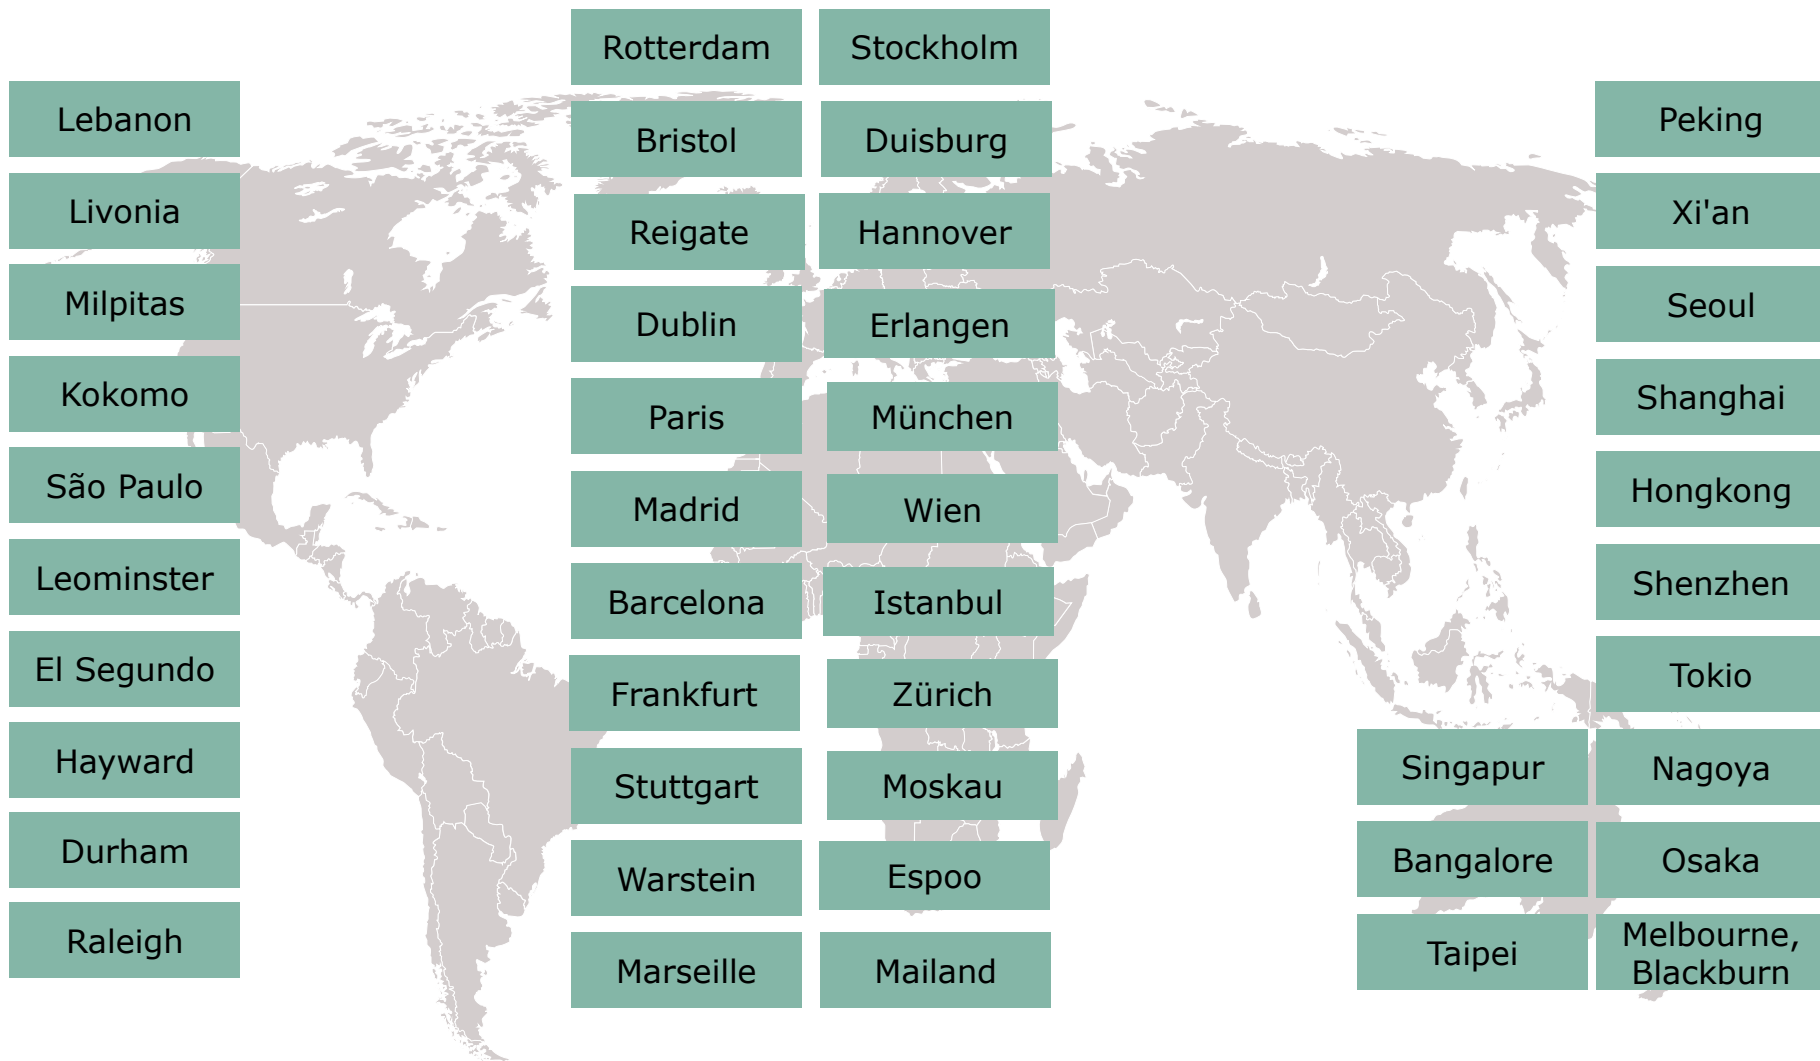 Lebanon
Livonia
Milpitas
Kokomo
São Paulo
Leominster
El Segundo
Hayward
Durham
Raleigh
Rotterdam
Bristol
Reigate
Dublin
Paris
Madrid
Barcelona
Frankfurt
Stuttgart
Warstein
Marseille
Stockholm
Duisburg
Hannover
Erlangen
München
Wien
Istanbul
Zürich
Moskau
Espoo
Mailand
Singapur
Bangalore
Taipei
Peking
Xi'an
Seoul
Shanghai
Hongkong
Shenzhen
Tokio
Nagoya
Osaka
Melbourne,
Blackburn